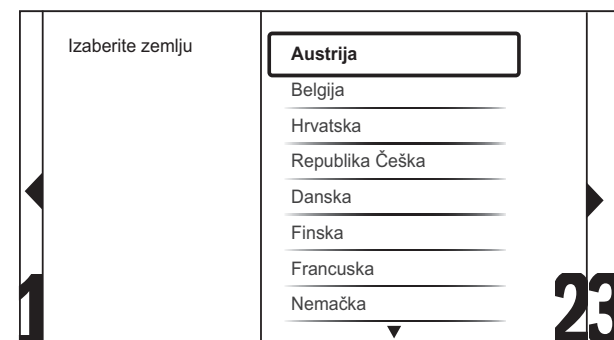 Izaberite zemlju
Austrija
Belgija
Hrvatska
Republika Češka
Danska
Finska
Francuska
Nemačka
1
23